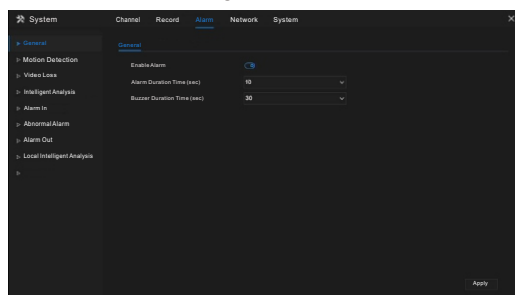 System
Channel Record Alarm Network System
General
Motion Detection
Video Loss
Intelligent Analysis
Alarm In
Abnormal Alarm
Alarm Out
Local Intelligent Analysis
General
Enable Alarm
Alarm Duration Time (sec) 10
Buzzer Duration Time (sec) 30
Apply